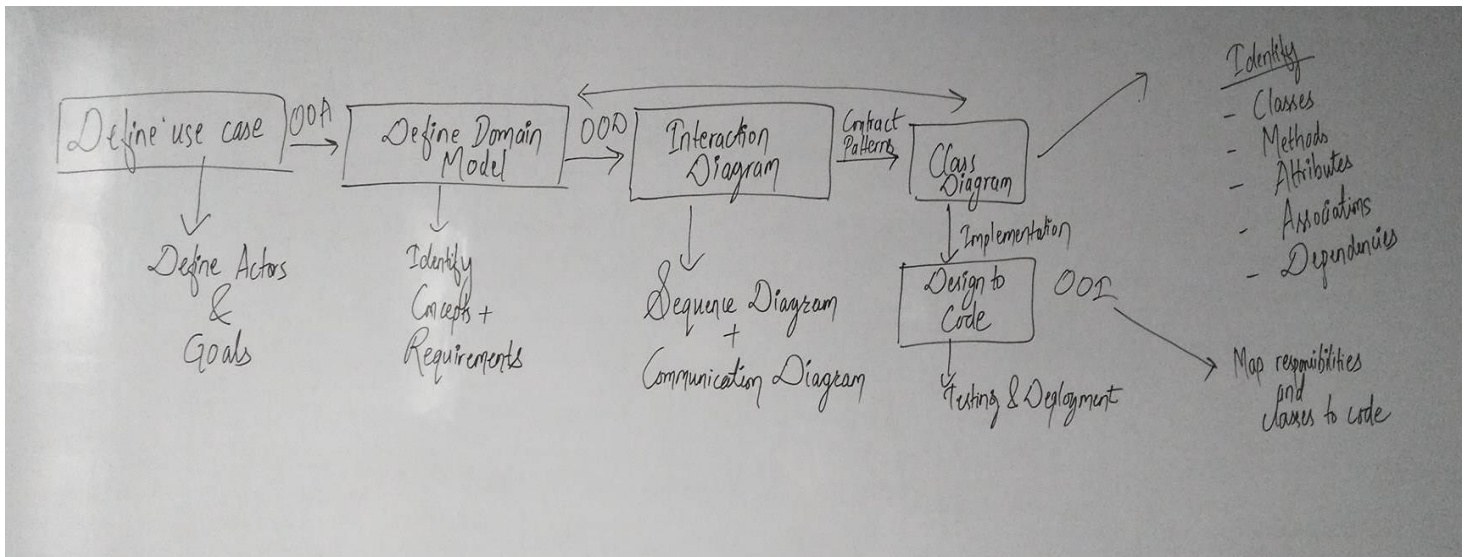 Define use case
OOA
Define Domain
Model
OOD
Interaction
Diagram
Contract
Patterns
Class
Diagram
Identify
- Classes
- Methods
- Attributes
- Associations
- Dependencies
Define Actors
&
Goals
Identify
Concepts +
Requirements
Sequence Diagram
+
Communication Diagram
Implementation
Design to
Code
OOI
Testing & Deployment
Map responsibilities
and
classes to code